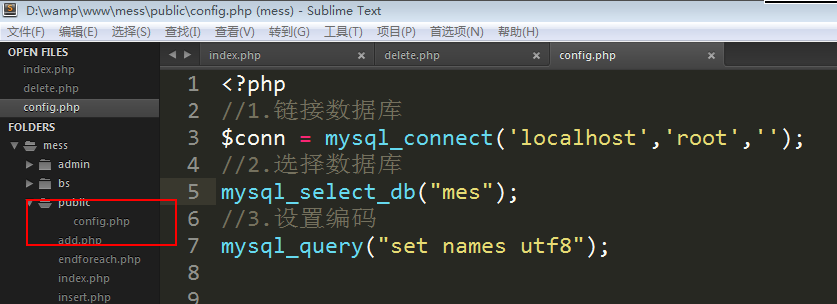 D:\wamp\www\mess\public\config.php (mess) - Sublime Text
文件(F) 编辑(E) 选择(S) 查找(I) 查看(V) 转到(G) 工具(T) 项目(P) 首选项(N) 帮助(H)
OPEN FILES
index.php
delete.php
config.php
FOLDERS
mess
admin
bs
public
config.php
add.php
endforeach.php
index.php
insert.php
index.php × delete.php × config.php ×
1 <?php
2 //1.链接数据库
3 $conn = mysql_connect('localhost','root','');
4 //2.选择数据库
5 mysql_select_db("mes");
6 //3.设置编码
7 mysql_query("set names utf8");
8
9